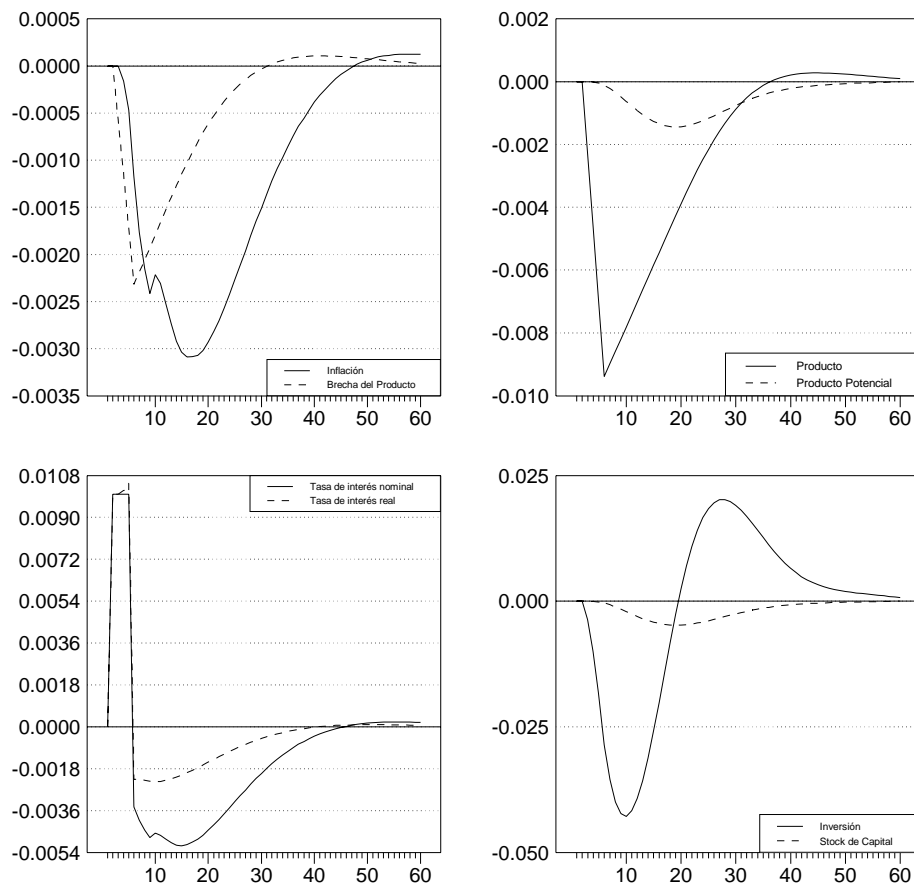 0.0005
0.0000
-0.0005
-0.0010
-0.0015
-0.0020
-0.0025
-0.0030
-0.0035
Inflación
Brecha del Producto
10 20 30 40 50 60
0.002
0.000
-0.002
-0.004
-0.006
-0.008
-0.010
Producto
Producto Potencial
10 20 30 40 50 60
0.0108
0.0090
0.0072
0.0054
0.0036
0.0018
0.0000
-0.0018
-0.0036
-0.0054
Tasa de interés nominal
Tasa de interés real
10 20 30 40 50 60
0.025
0.000
-0.025
-0.050
Inversión
Stock de Capital
10 20 30 40 50 60